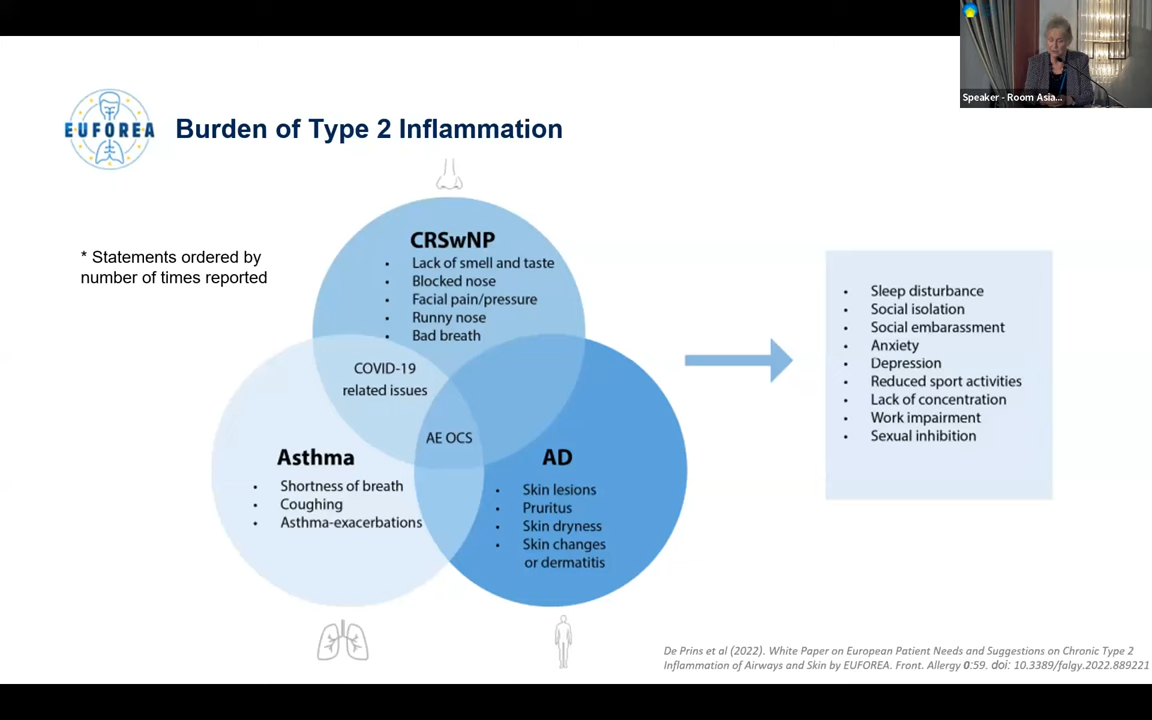 Speaker - Room Asia...
EUFOREA
Burden of Type 2 Inflammation
* Statements ordered by
number of times reported
CRSwNP
• Lack of smell and taste
• Blocked nose
• Facial pain/pressure
• Runny nose
• Bad breath
COVID-19
related issues
AE OCS
Asthma
• Shortness of breath
• Coughing
• Asthma-exacerbations
AD
• Skin lesions
• Pruritus
• Skin dryness
• Skin changes
or dermatitis
• Sleep disturbance
• Social isolation
• Social embarassment
• Anxiety
• Depression
• Reduced sport activities
• Lack of concentration
• Work impairment
• Sexual inhibition
De Prins et al (2022). White Paper on European Patient Needs and Suggestions on Chronic Type 2
Inflammation of Airways and Skin by EUFOREA. Front. Allergy 0:59. doi: 10.3389/falgy.2022.889221